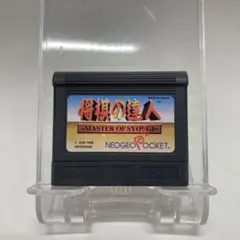 将棋の達人
~MASTER OF SYOUGI~
NEOGEO POCKET